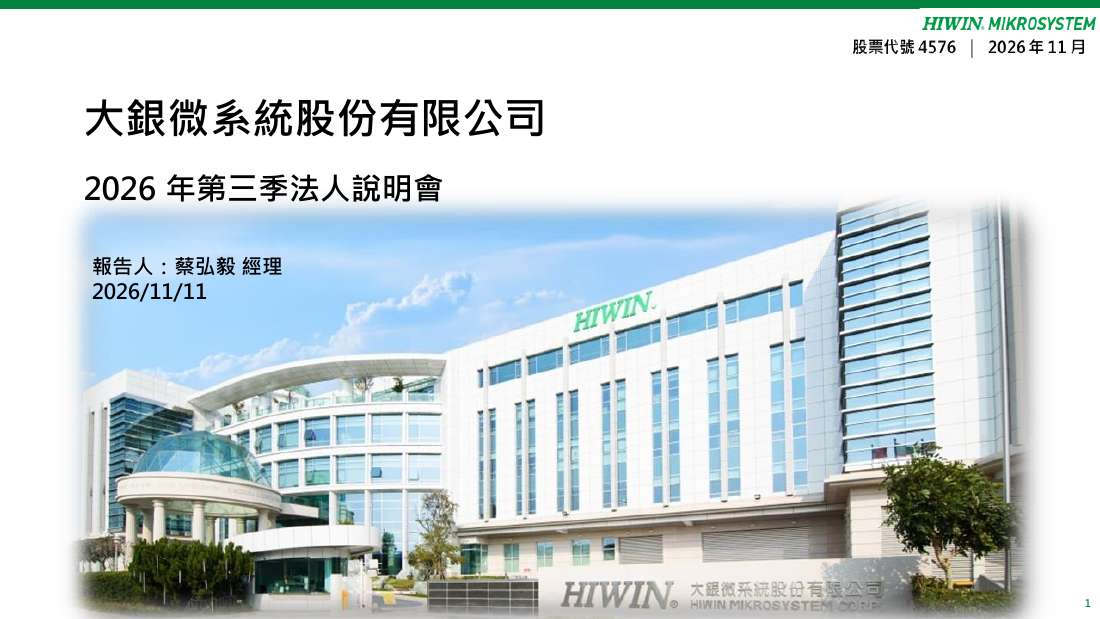 HIWIN® MIKROSYSTEM
股票代號 4576 │ 2026 年 11 月
大銀微系統股份有限公司
2026 年第三季法人說明會
報告人：蔡弘毅 經理
2026/11/11
HIWIN
HIWIN® 大銀微系統股份有限公司
HIWIN MIKROSYSTEM CORP.
1